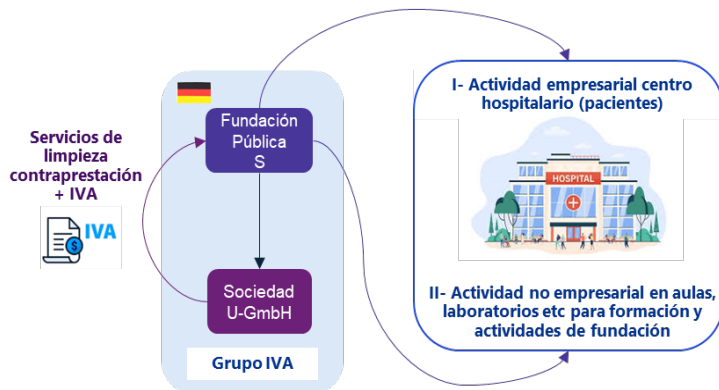 Servicios de
limpieza
contraprestación
+ IVA
IVA
$
Fundación
Pública
S
Sociedad
U-GmbH
Grupo IVA
I- Actividad empresarial centro
hospitalario (pacientes)
HOSPITAL
II- Actividad no empresarial en aulas,
laboratorios etc para formación y
actividades de fundación